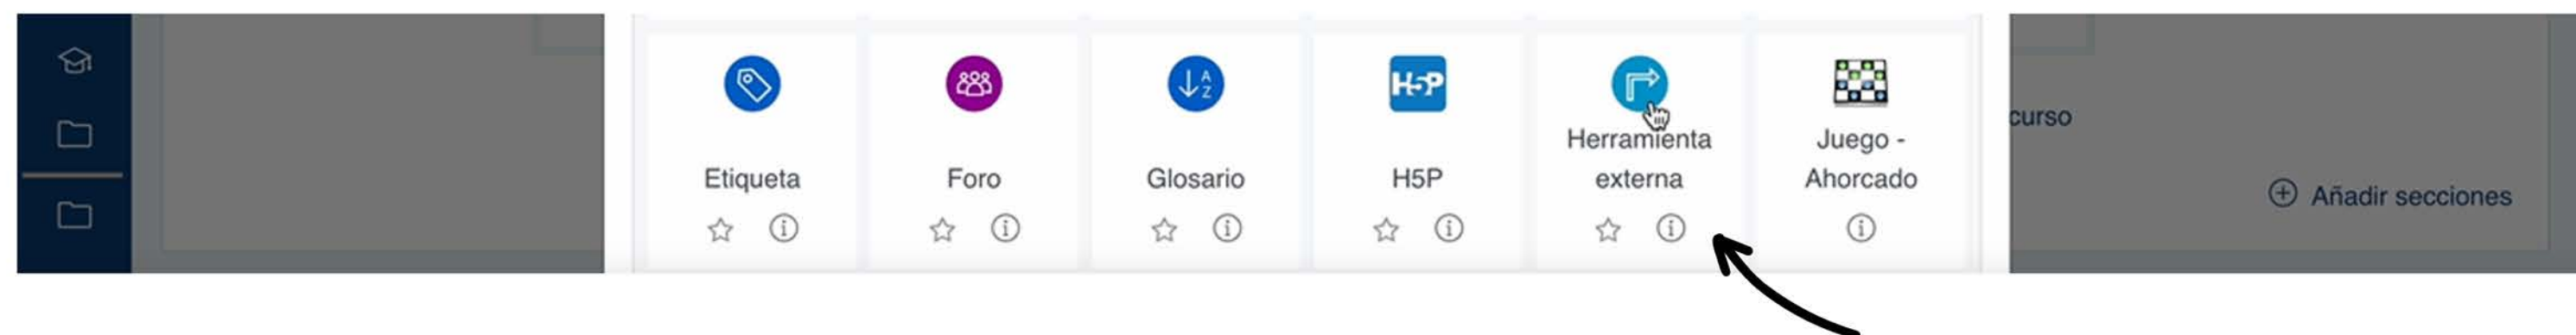 A
Z
H5P
curso
Herramienta
externa
Juego -
Ahorcado
Etiqueta
Foro
Glosario
H5P
Añadir secciones